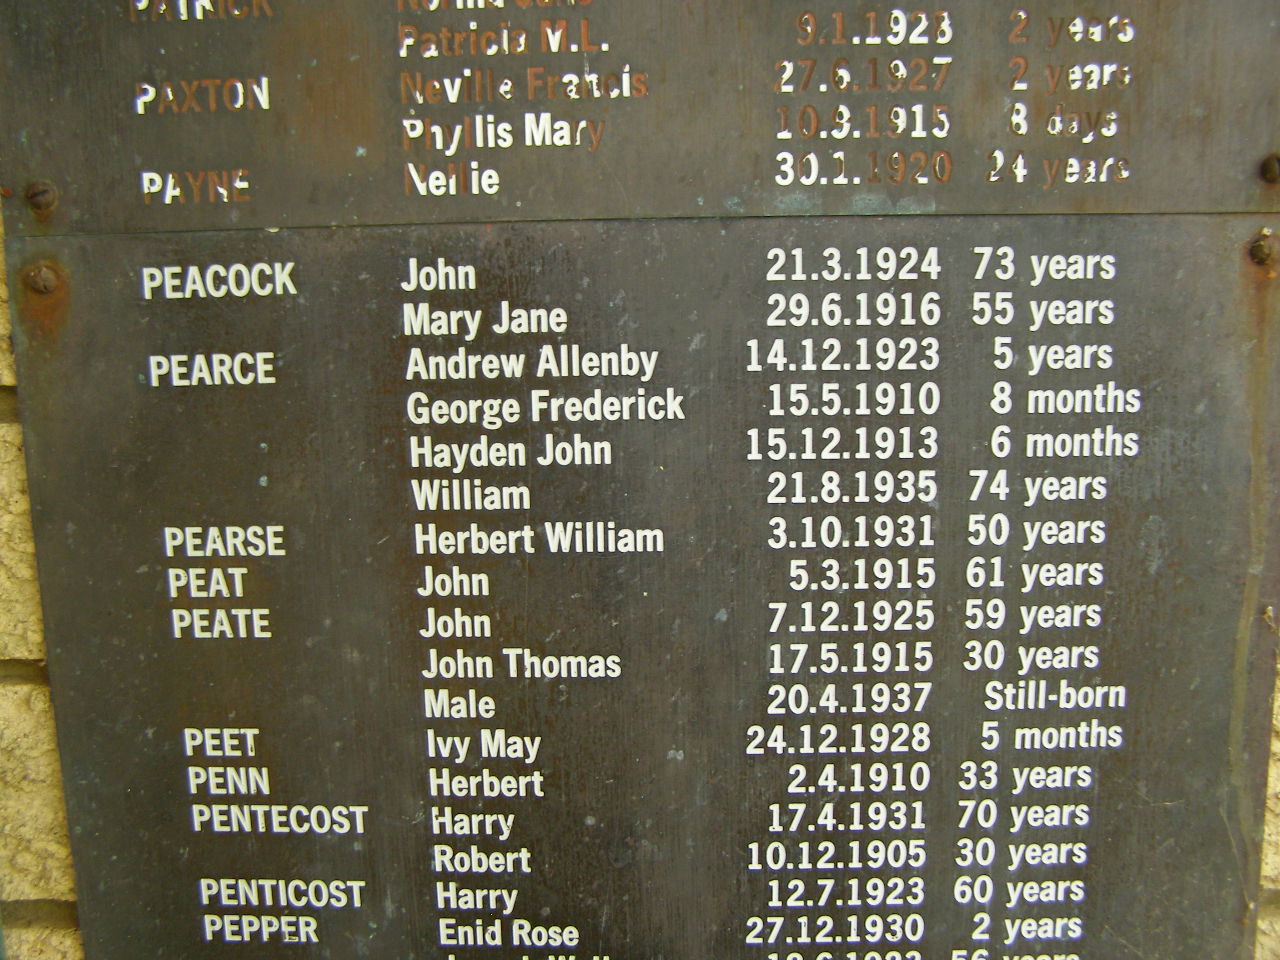 PATRICK Norma
Patricia M.L. 9.1.1928 2 years
PAXTON Neville Francis 27.6.1927 2 years
Phyllis Mary 10.9.1915 8 days
PAYNE Nellie 30.1.1920 24 years
PEACOCK John 21.3.1924 73 years
Mary Jane 29.6.1916 55 years
PEARCE Andrew Allenby 14.12.1923 5 years
George Frederick 15.5.1910 8 months
Hayden John 15.12.1913 6 months
William 21.8.1935 74 years
PEARSE Herbert William 3.10.1931 50 years
PEAT John 5.3.1915 61 years
PEATE John 7.12.1925 59 years
John Thomas 17.5.1915 30 years
Male 20.4.1937 Still-born
PEET Ivy May 24.12.1928 5 months
PENN Herbert 2.4.1910 33 years
PENTECOST Harry 17.4.1931 70 years
Robert 10.12.1905 30 years
PENTICOST Harry 12.7.1923 60 years
PEPPER Enid Rose 27.12.1930 2 years
56 years